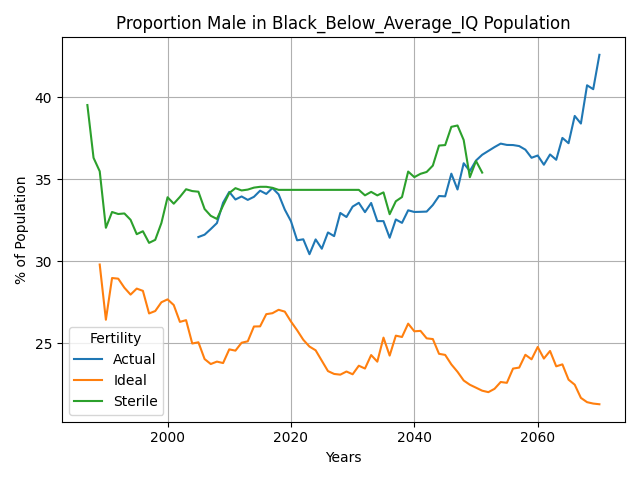 Proportion Male in Black_Below_Average_IQ Population
% of Population
40
35
30
25
Fertility
Actual
Ideal
Sterile
2000 2020 2040 2060
Years